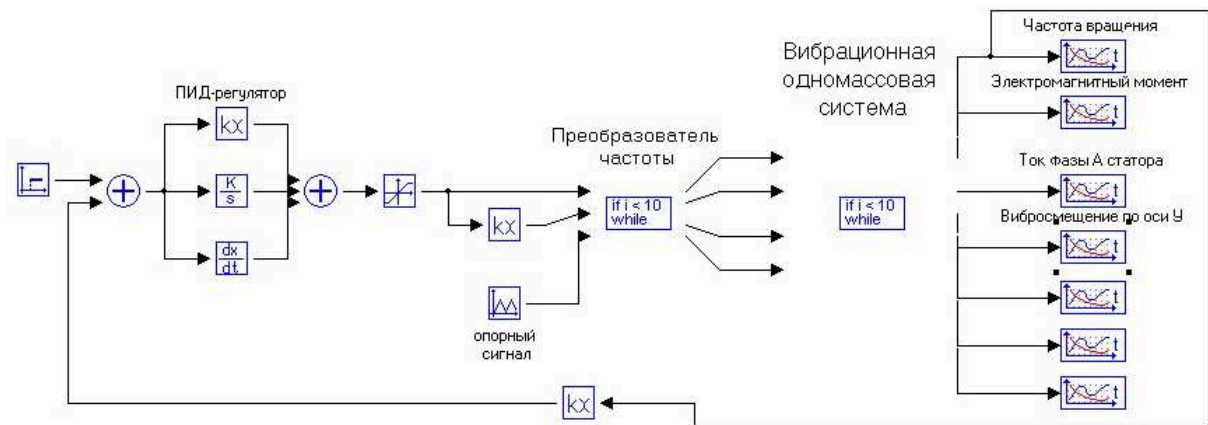 Частота вращения
Вибрационная
одномассовая
система
Электромагнитный момент
ПИД-регулятор
kx
Преобразователь
частоты
Ток фазы А статора
K
s
if i < 10
while
if i < 10
while
kx
Вибросмещение по оси У
dx
dt
опорный
сигнал
kx
t
t
t
t
t
t
t